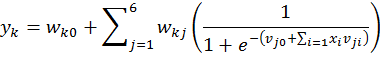 y_k = w_{k0} + \sum_{j=1}^{6} w_{kj} \left( \frac{1}{1 + e^{-(v_{j0} + \sum_{i=1} x_i v_{ji})}} \right)